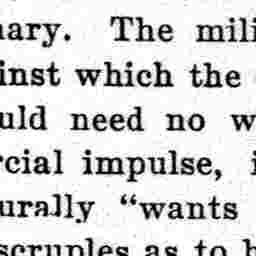 nary. The mili
inst which the
uld need no w
rcial impulse, i
urally “wants
scruples as to h